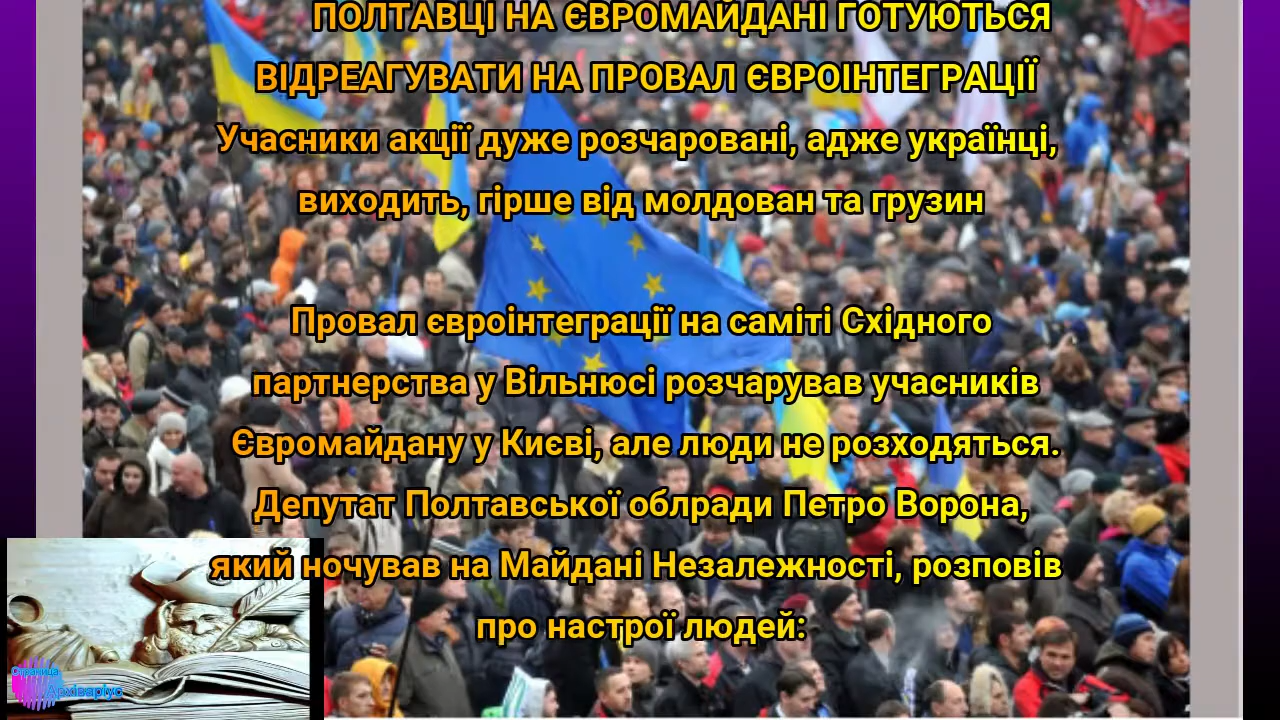 ПОЛТАВЦІ НА ЄВРОМАЙДАНІ ГОТУЮТЬСЯ
ВІДРЕАГУВАТИ НА ПРОВАЛ ЄВРОІНТЕГРАЦІЇ
Учасники акції дуже розчаровані, адже українці,
виходить, гірше від молдован та грузин
Провал євроінтеграції на саміті Східного
партнерства у Вільнюсі розчарував учасників
Євромайдану у Києві, але люди не розходяться.
Депутат Полтавської облради Петро Ворона,
який ночував на Майдані Незалежності, розповів
про настрої людей:
Страница
Архіваріус